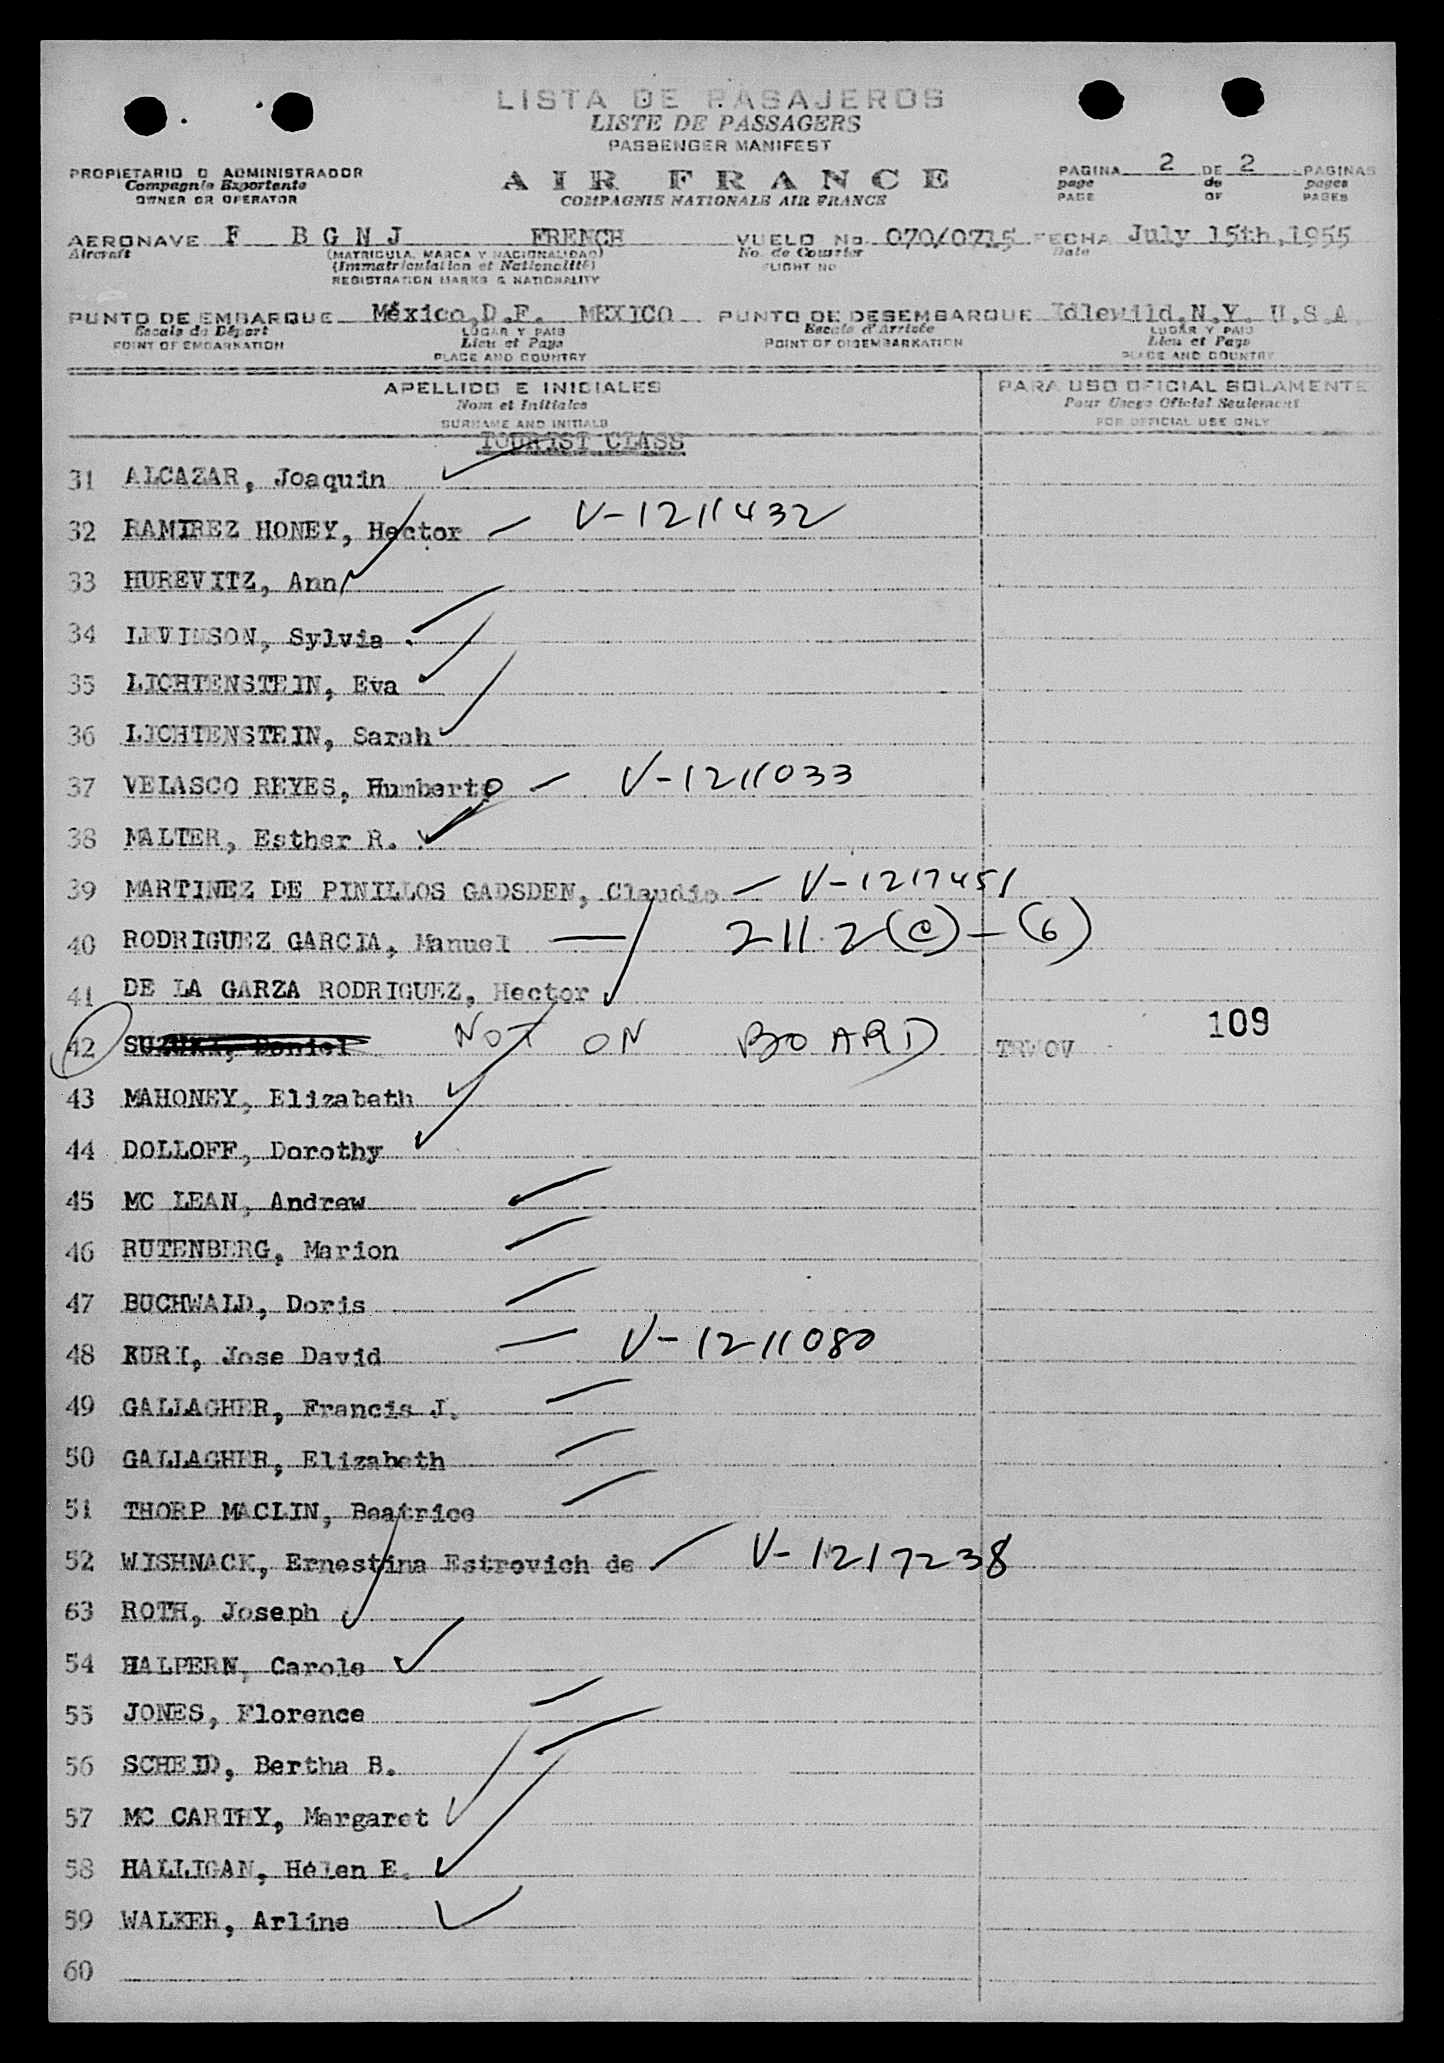 LISTA DE PASAJEROS
LISTE DE PASSAGERS
PASSENGER MANIFEST
PROPIETARIO O ADMINISTRADOR
Compagnie Exportente
OWNER OR OPERATOR
AIR FRANCE
COMPAGNIE NATIONALE AIR FRANCE
PAGINA 2 DE 2 PAGINAS
page de pages
PAGE OF PAGES
AERONAVE F BGNJ FRENCH VUELO No. 070/0715 FECHA July 15th,1955
Aircraft (MATRICULA, MARCA Y NACIONALIDAD) No. de Courrier Date
(Immatriculation et Nationalité) FLIGHT NO
REGISTRATION MARKS & NATIONALITY
PUNTO DE EMBARQUE México,D.F. MEXICO PUNTO DE DESEMBARQUE Idlewild,N.Y. U.S.A.
Escale de Départ LUGAR Y PAIS Escale d'Arrivée LUGAR Y PAIS
POINT OF EMBARKATION Lieu et Pays POINT OF DISEMBARKATION Lieu et Pays
PLACE AND COUNTRY PLACE AND COUNTRY
APELLIDO E INICIALES PARA USO OFICIAL SOLAMENTE
Nom et Initiales Pour Usage Oficiel Seulement
SURNAME AND INITIALS FOR OFFICIAL USE ONLY
TOURIST CLASS
31 ALCAZAR, Joaquin
32 RAMIREZ HONEY, Hector — V-1211432
33 HUREVITZ, Ann
34 LEVINSON, Sylvia
35 LICHTENSTEIN, Eva
36 LICHTENSTEIN, Sarah
37 VELASCO REYES, Humberto — V-1211033
38 MALTER, Esther R.
39 MARTINEZ DE PINILLOS GADSDEN, Claudio — V-1217451
40 RODRIGUEZ GARCIA, Manuel — 211.2(c)-(6)
41 DE LA GARZA RODRIGUEZ, Hector
42 SUZUKI, Daniel NOT ON BOARD TRWOV 109
43 MAHONEY, Elizabeth
44 DOLLOFF, Dorothy
45 MC LEAN, Andrew
46 RUTENBERG, Marion
47 BUCHWALD, Doris
48 KURI, Jose David — V-1211080
49 GALLAGHER, Francis J.
50 GALLAGHER, Elizabeth
51 THORP MACLIN, Beatrice
52 WISHNACK, Ernestina Estrovich de V-1217238
63 ROTH, Joseph
54 HALPERN, Carole
55 JONES, Florence
56 SCHEID, Bertha B.
57 MC CARTHY, Margaret
58 HALLIGAN, Helen E.
59 WALKER, Arline
60